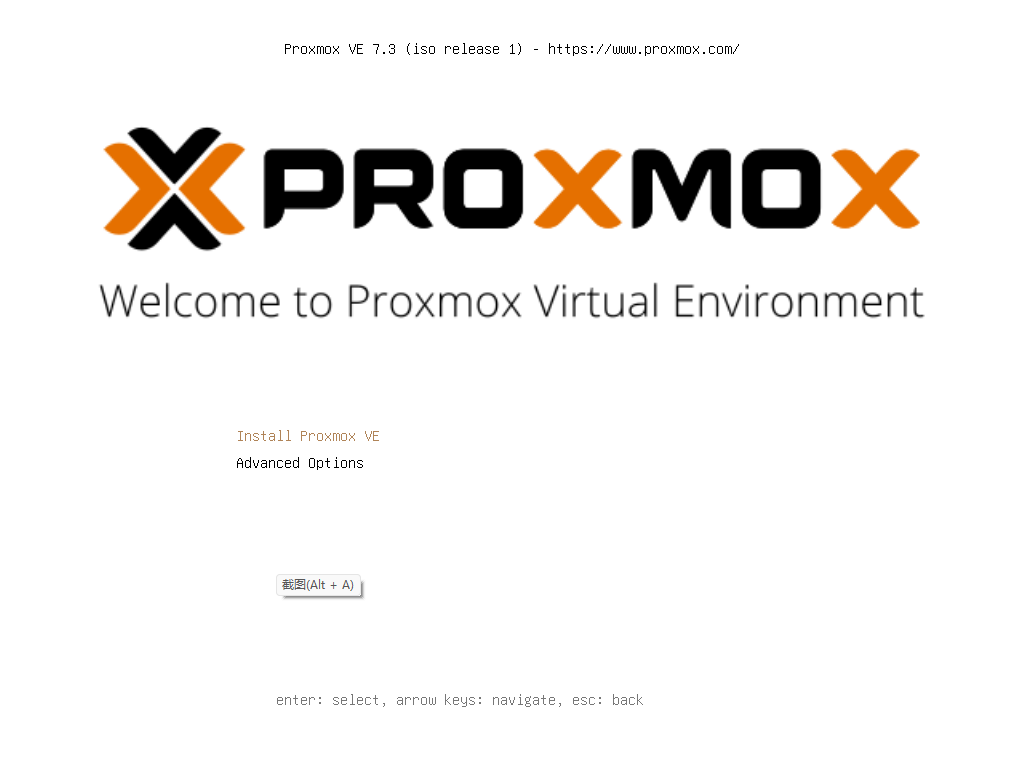 Proxmox VE 7.3 (iso release 1) - https://www.proxmox.com/
PROXMOX
Welcome to Proxmox Virtual Environment
Install Proxmox VE
Advanced Options
截图(Alt + A)
enter: select, arrow keys: navigate, esc: back